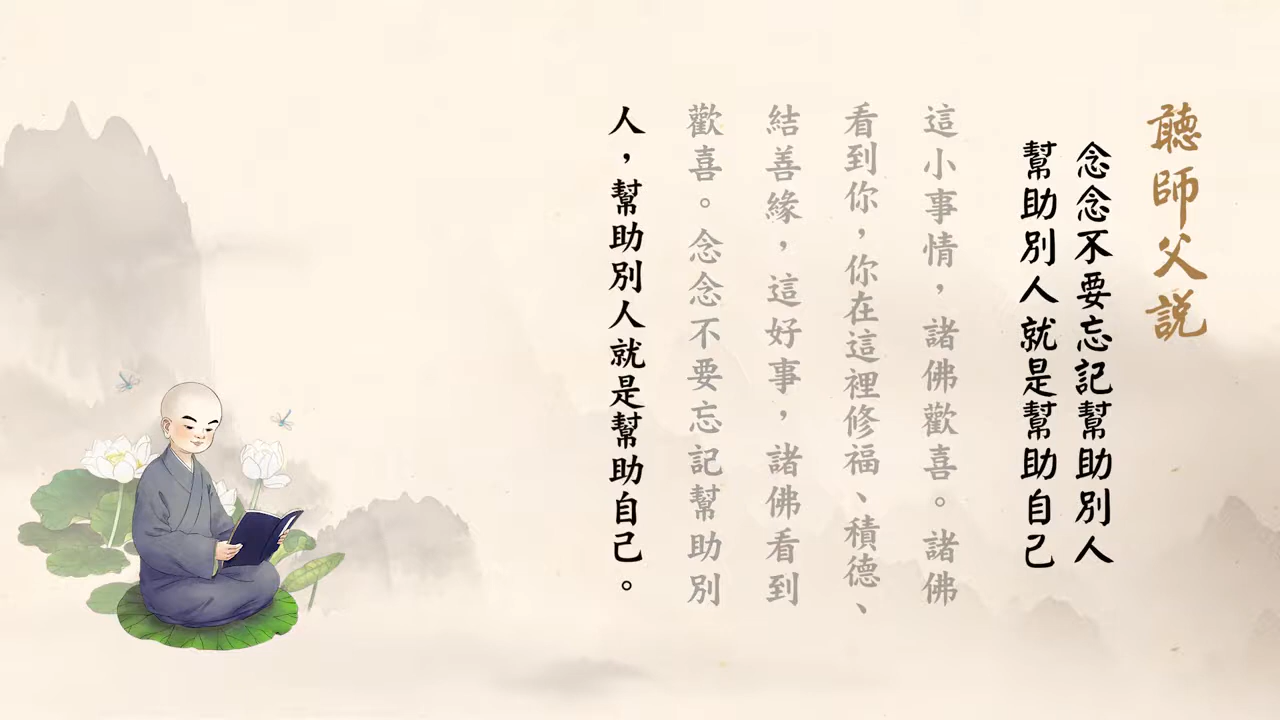 聽師父説
念念不要忘記幫助別人
幫助別人就是幫助自己
這小事情，諸佛歡喜。諸佛
看到你，你在這裡修福、積德、
結善緣，這好事，諸佛看到
歡喜。念念不要忘記幫助別
人，幫助別人就是幫助自己。